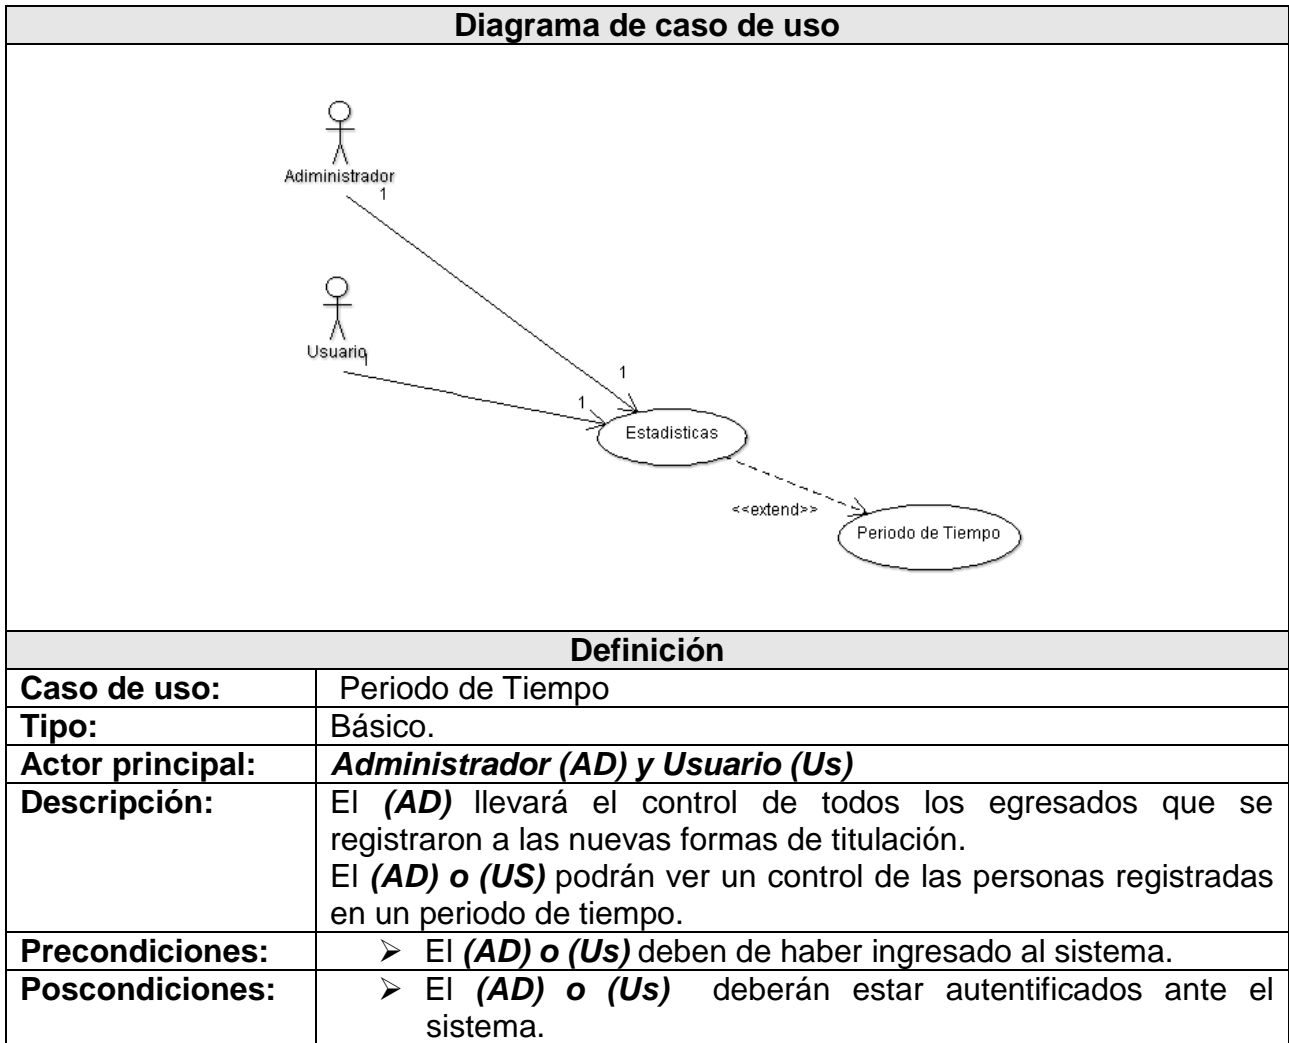 Diagrama de caso de uso
Adiministrador
1
Usuario
1
1
1
Estadisticas
<<extend>>
Periodo de Tiempo
Definición
Caso de uso: Periodo de Tiempo
Tipo: Básico.
Actor principal: Administrador (AD) y Usuario (Us)
Descripción: El (AD) llevará el control de todos los egresados que se
registraron a las nuevas formas de titulación.
El (AD) o (US) podrán ver un control de las personas registradas
en un periodo de tiempo.
Precondiciones: ➢ El (AD) o (Us) deben de haber ingresado al sistema.
Poscondiciones: ➢ El (AD) o (Us) deberán estar autentificados ante el
sistema.